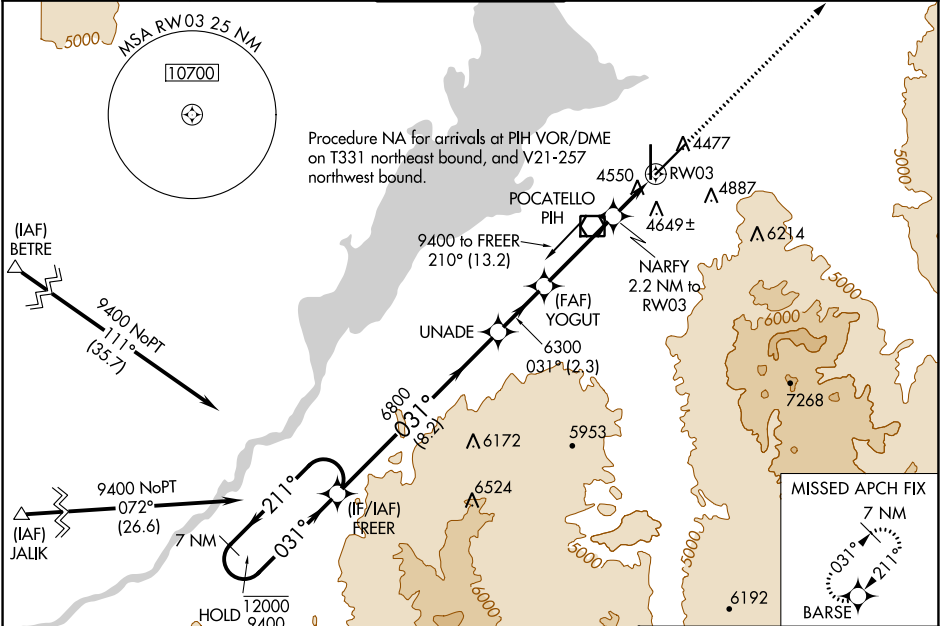 MSA RW03 25 NM
10700
5000
Procedure NA for arrivals at PIH VOR/DME
on T331 northeast bound, and V21-257
northwest bound.
4477
4550
RW03
4887
4649±
5000
POCATELLO
PIH
9400 to FREER
210° (13.2)
6214
5000
NARFY
2.2 NM to
RW03
(IAF)
BETRE
9400 NoPT
111°
(35.7)
(FAF)
YOGUT
UNADE
6300
031° (2.3)
6000
7268
6800
031°
(8.2)
6172
5953
6524
9400 NoPT
072°
(26.6)
(IAF)
JALIK
211°
031°
7 NM
(IF/IAF)
FREER
HOLD
12000
9400
5000
5000
6000
6192
MISSED APCH FIX
7 NM
031°
211°
BARSE